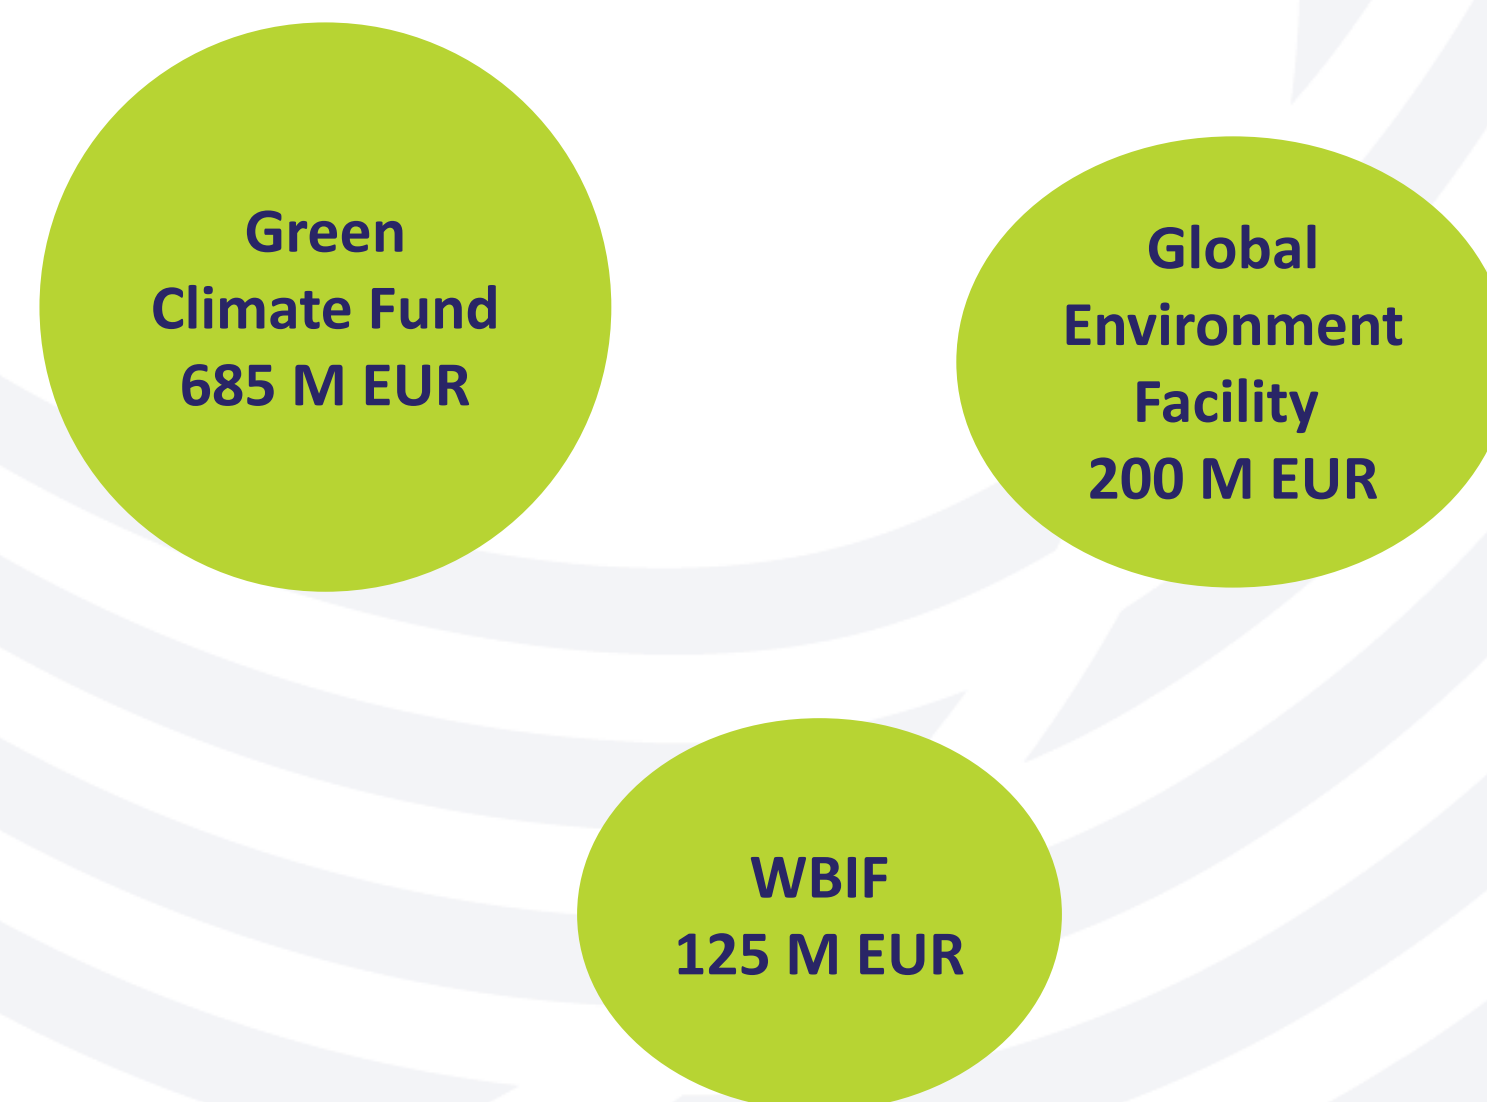 Green
Climate Fund
685 M EUR
Global
Environment
Facility
200 M EUR
WBIF
125 M EUR